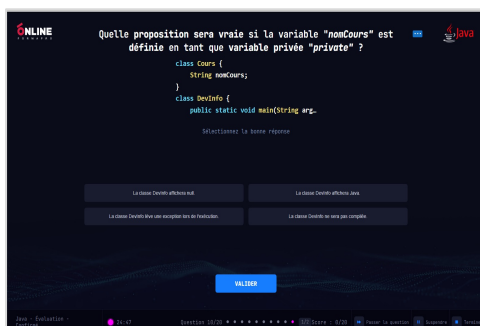 ONLINE
FORMAPRO
Quelle proposition sera vraie si la variable "nomCours" est
définie en tant que variable privée "private" ?
Java
class Cours {
String nomCours;
}
class DevInfo {
public static void main(String arg…
Sélectionnez la bonne réponse
La classe DevInfo affichera null.
La classe DevInfo affichera Java.
La classe DevInfo lève une exception lors de l'exécution.
La classe DevInfo ne sera pas compilée.
VALIDER
Java - Évaluation -
Confirmé
24:47
Question 10/20
Score : 8/20
Passer la question
Suspendre
Terminer